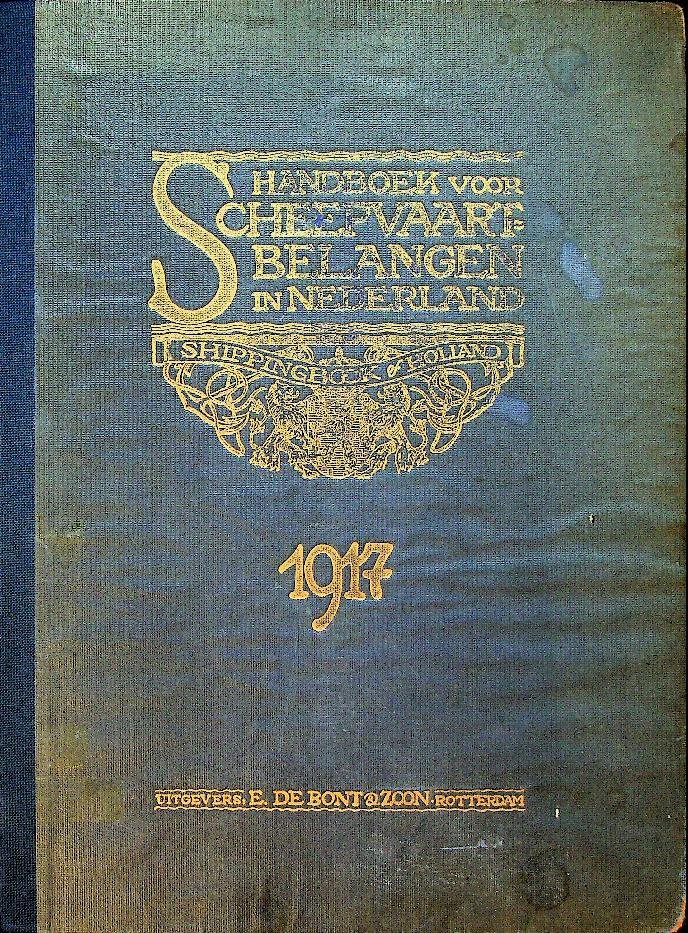 HANDBOEK VOOR
SCHEEPVAART-
BELANGEN
IN NEDERLAND
SHIPPINGBOOK of HOLLAND
1917
UITGEVERS. E. DE BONT & ZOON. ROTTERDAM